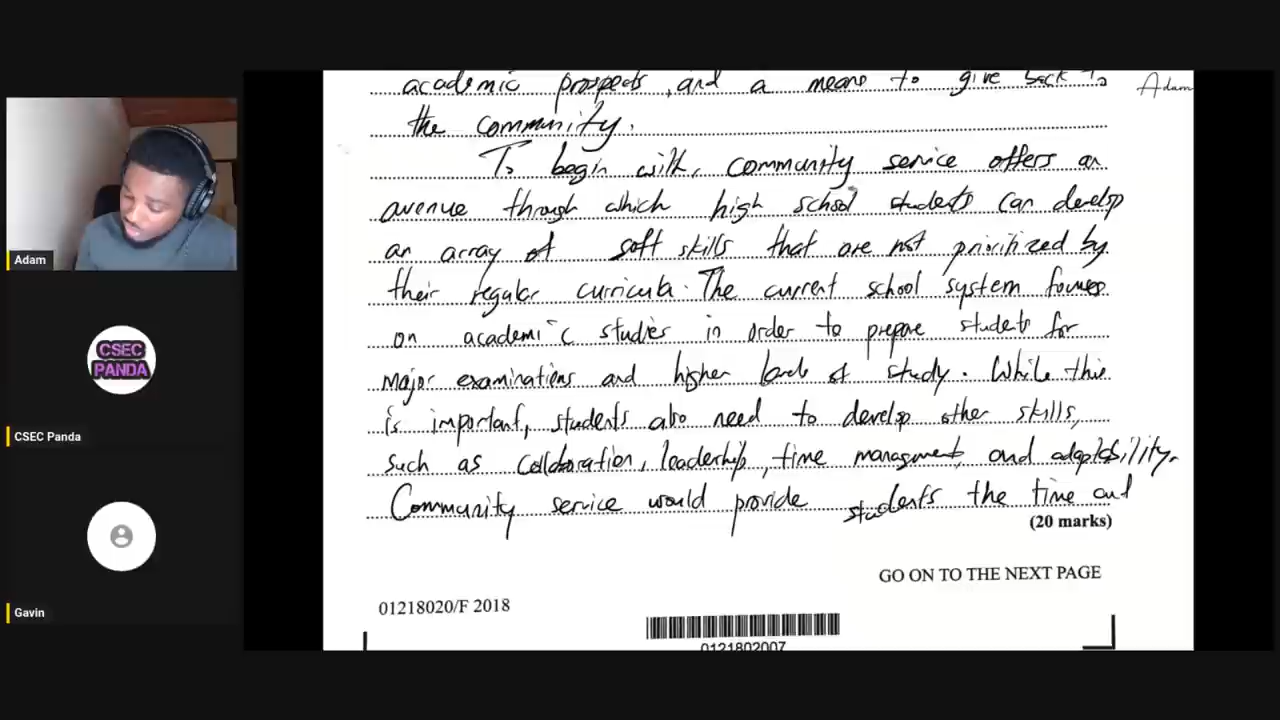 academic prospects, and a means to give back to
Adam
the community.
To begin with, community service offers an
avenue through which high school students can develop
an array of soft skills that are not prioritized by
their regular curricula. The current school system focuses
on academic studies in order to prepare students for
major examinations and higher levels of study. While this
is important, students also need to develop other skills,
such as collaboration, leadership, time managment, and adaptability.
Community service would provide students the time and
(20 marks)
GO ON TO THE NEXT PAGE
01218020/F 2018
0121802007
Adam
CSEC
PANDA
CSEC Panda
Gavin